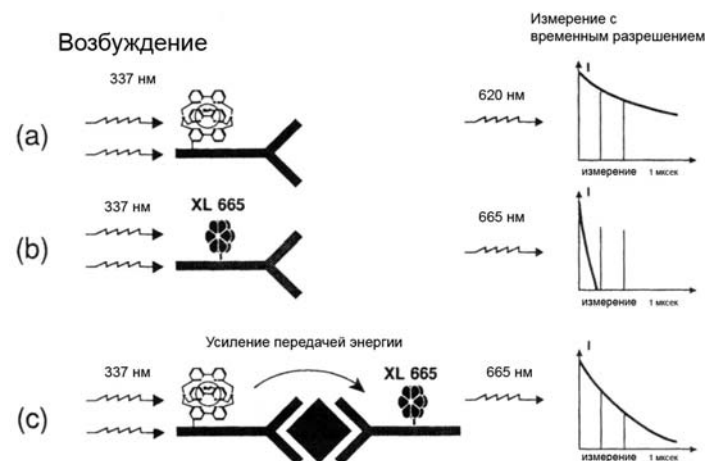 Возбуждение
Измерение с
временным разрешением
(a)
337 нм
620 нм
I
измерение 1 мксек
(b)
337 нм
XL 665
665 нм
I
измерение 1 мксек
Усиление передачей энергии
(c)
337 нм
XL 665
665 нм
I
измерение 1 мксек